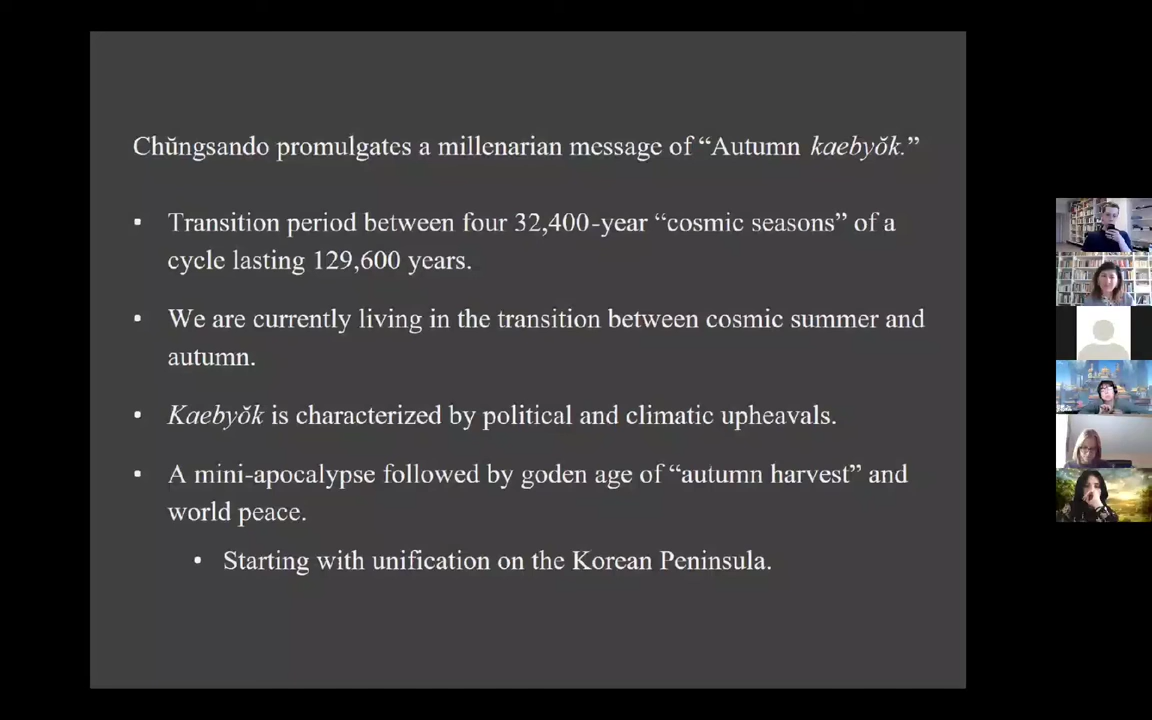 Chŭngsando promulgates a millenarian message of “Autumn kaebyŏk.”
• Transition period between four 32,400-year “cosmic seasons” of a
cycle lasting 129,600 years.
• We are currently living in the transition between cosmic summer and
autumn.
• Kaebyŏk is characterized by political and climatic upheavals.
• A mini-apocalypse followed by goden age of “autumn harvest” and
world peace.
• Starting with unification on the Korean Peninsula.